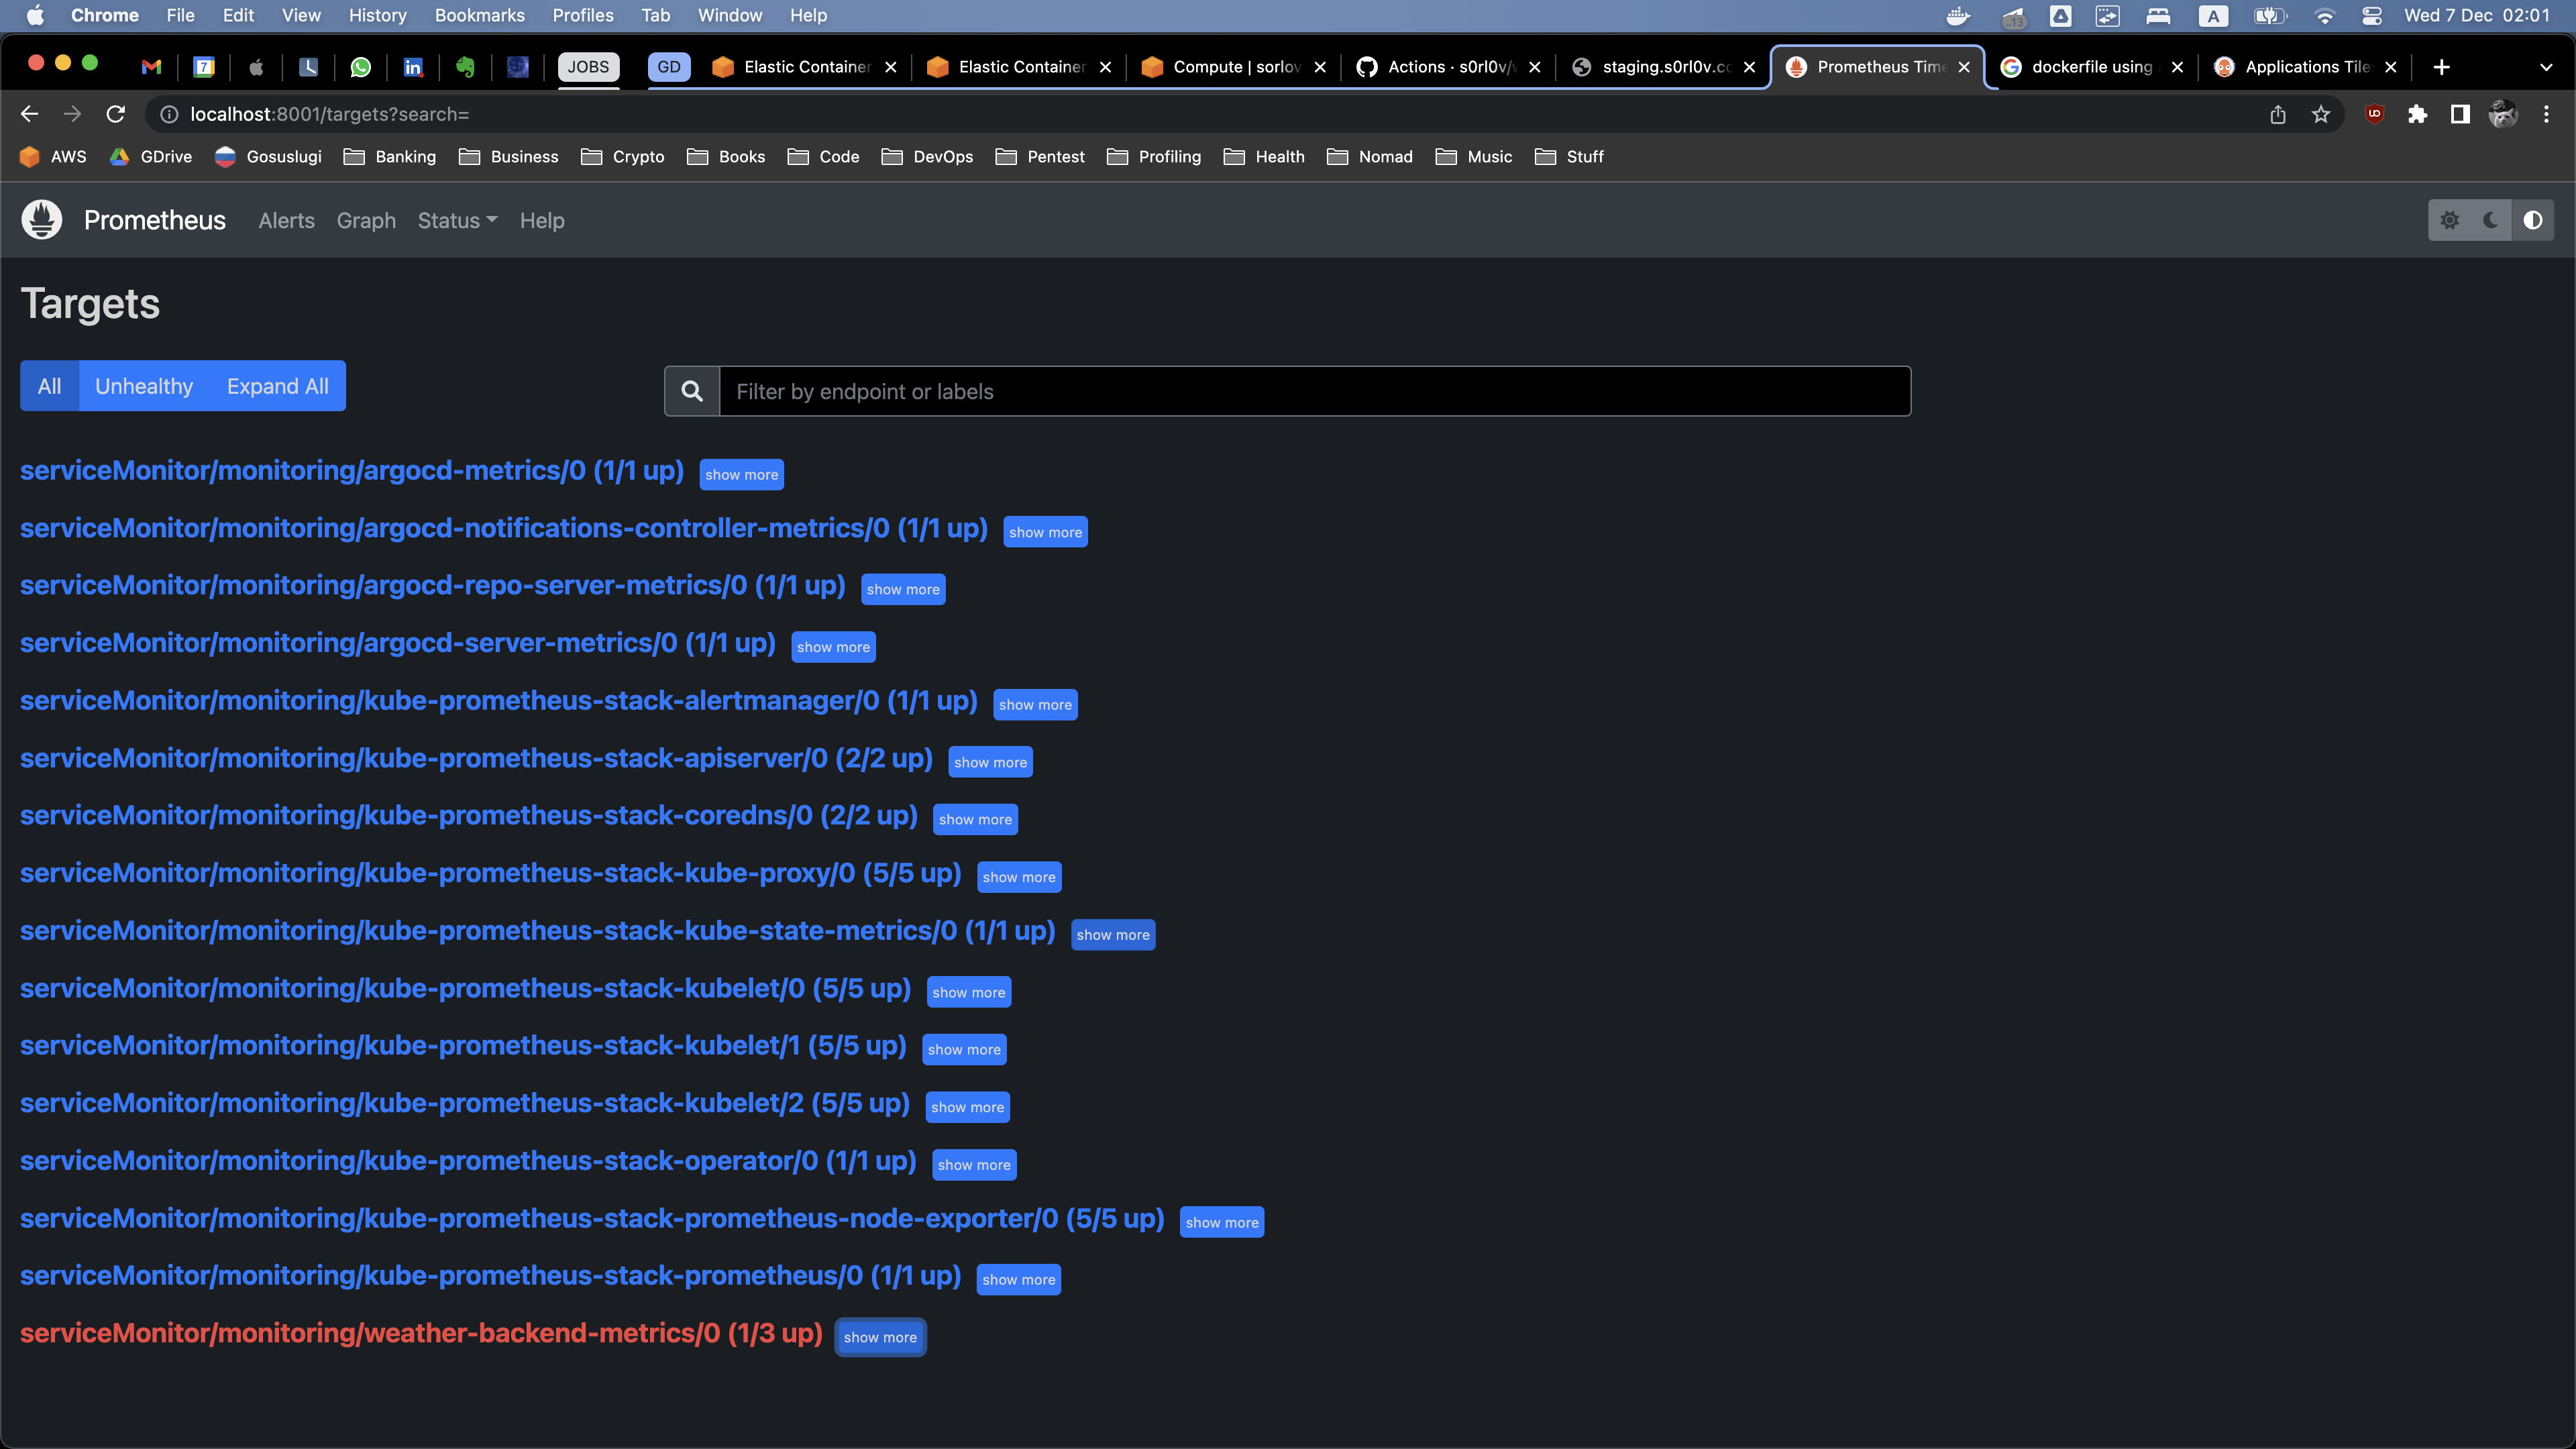 Chrome File Edit View History Bookmarks Profiles Tab Window Help 13 A Wed 7 Dec 02:01
7 in JOBS GD Elastic Container Elastic Container Compute | sorlov Actions · s0rl0v/ staging.s0rl0v.cc Prometheus Time dockerfile using Applications Tile
localhost:8001/targets?search=
AWS GDrive Gosuslugi Banking Business Crypto Books Code DevOps Pentest Profiling Health Nomad Music Stuff
Prometheus Alerts Graph Status Help
Targets
All Unhealthy Expand All Filter by endpoint or labels
serviceMonitor/monitoring/argocd-metrics/0 (1/1 up) show more
serviceMonitor/monitoring/argocd-notifications-controller-metrics/0 (1/1 up) show more
serviceMonitor/monitoring/argocd-repo-server-metrics/0 (1/1 up) show more
serviceMonitor/monitoring/argocd-server-metrics/0 (1/1 up) show more
serviceMonitor/monitoring/kube-prometheus-stack-alertmanager/0 (1/1 up) show more
serviceMonitor/monitoring/kube-prometheus-stack-apiserver/0 (2/2 up) show more
serviceMonitor/monitoring/kube-prometheus-stack-coredns/0 (2/2 up) show more
serviceMonitor/monitoring/kube-prometheus-stack-kube-proxy/0 (5/5 up) show more
serviceMonitor/monitoring/kube-prometheus-stack-kube-state-metrics/0 (1/1 up) show more
serviceMonitor/monitoring/kube-prometheus-stack-kubelet/0 (5/5 up) show more
serviceMonitor/monitoring/kube-prometheus-stack-kubelet/1 (5/5 up) show more
serviceMonitor/monitoring/kube-prometheus-stack-kubelet/2 (5/5 up) show more
serviceMonitor/monitoring/kube-prometheus-stack-operator/0 (1/1 up) show more
serviceMonitor/monitoring/kube-prometheus-stack-prometheus-node-exporter/0 (5/5 up) show more
serviceMonitor/monitoring/kube-prometheus-stack-prometheus/0 (1/1 up) show more
serviceMonitor/monitoring/weather-backend-metrics/0 (1/3 up) show more